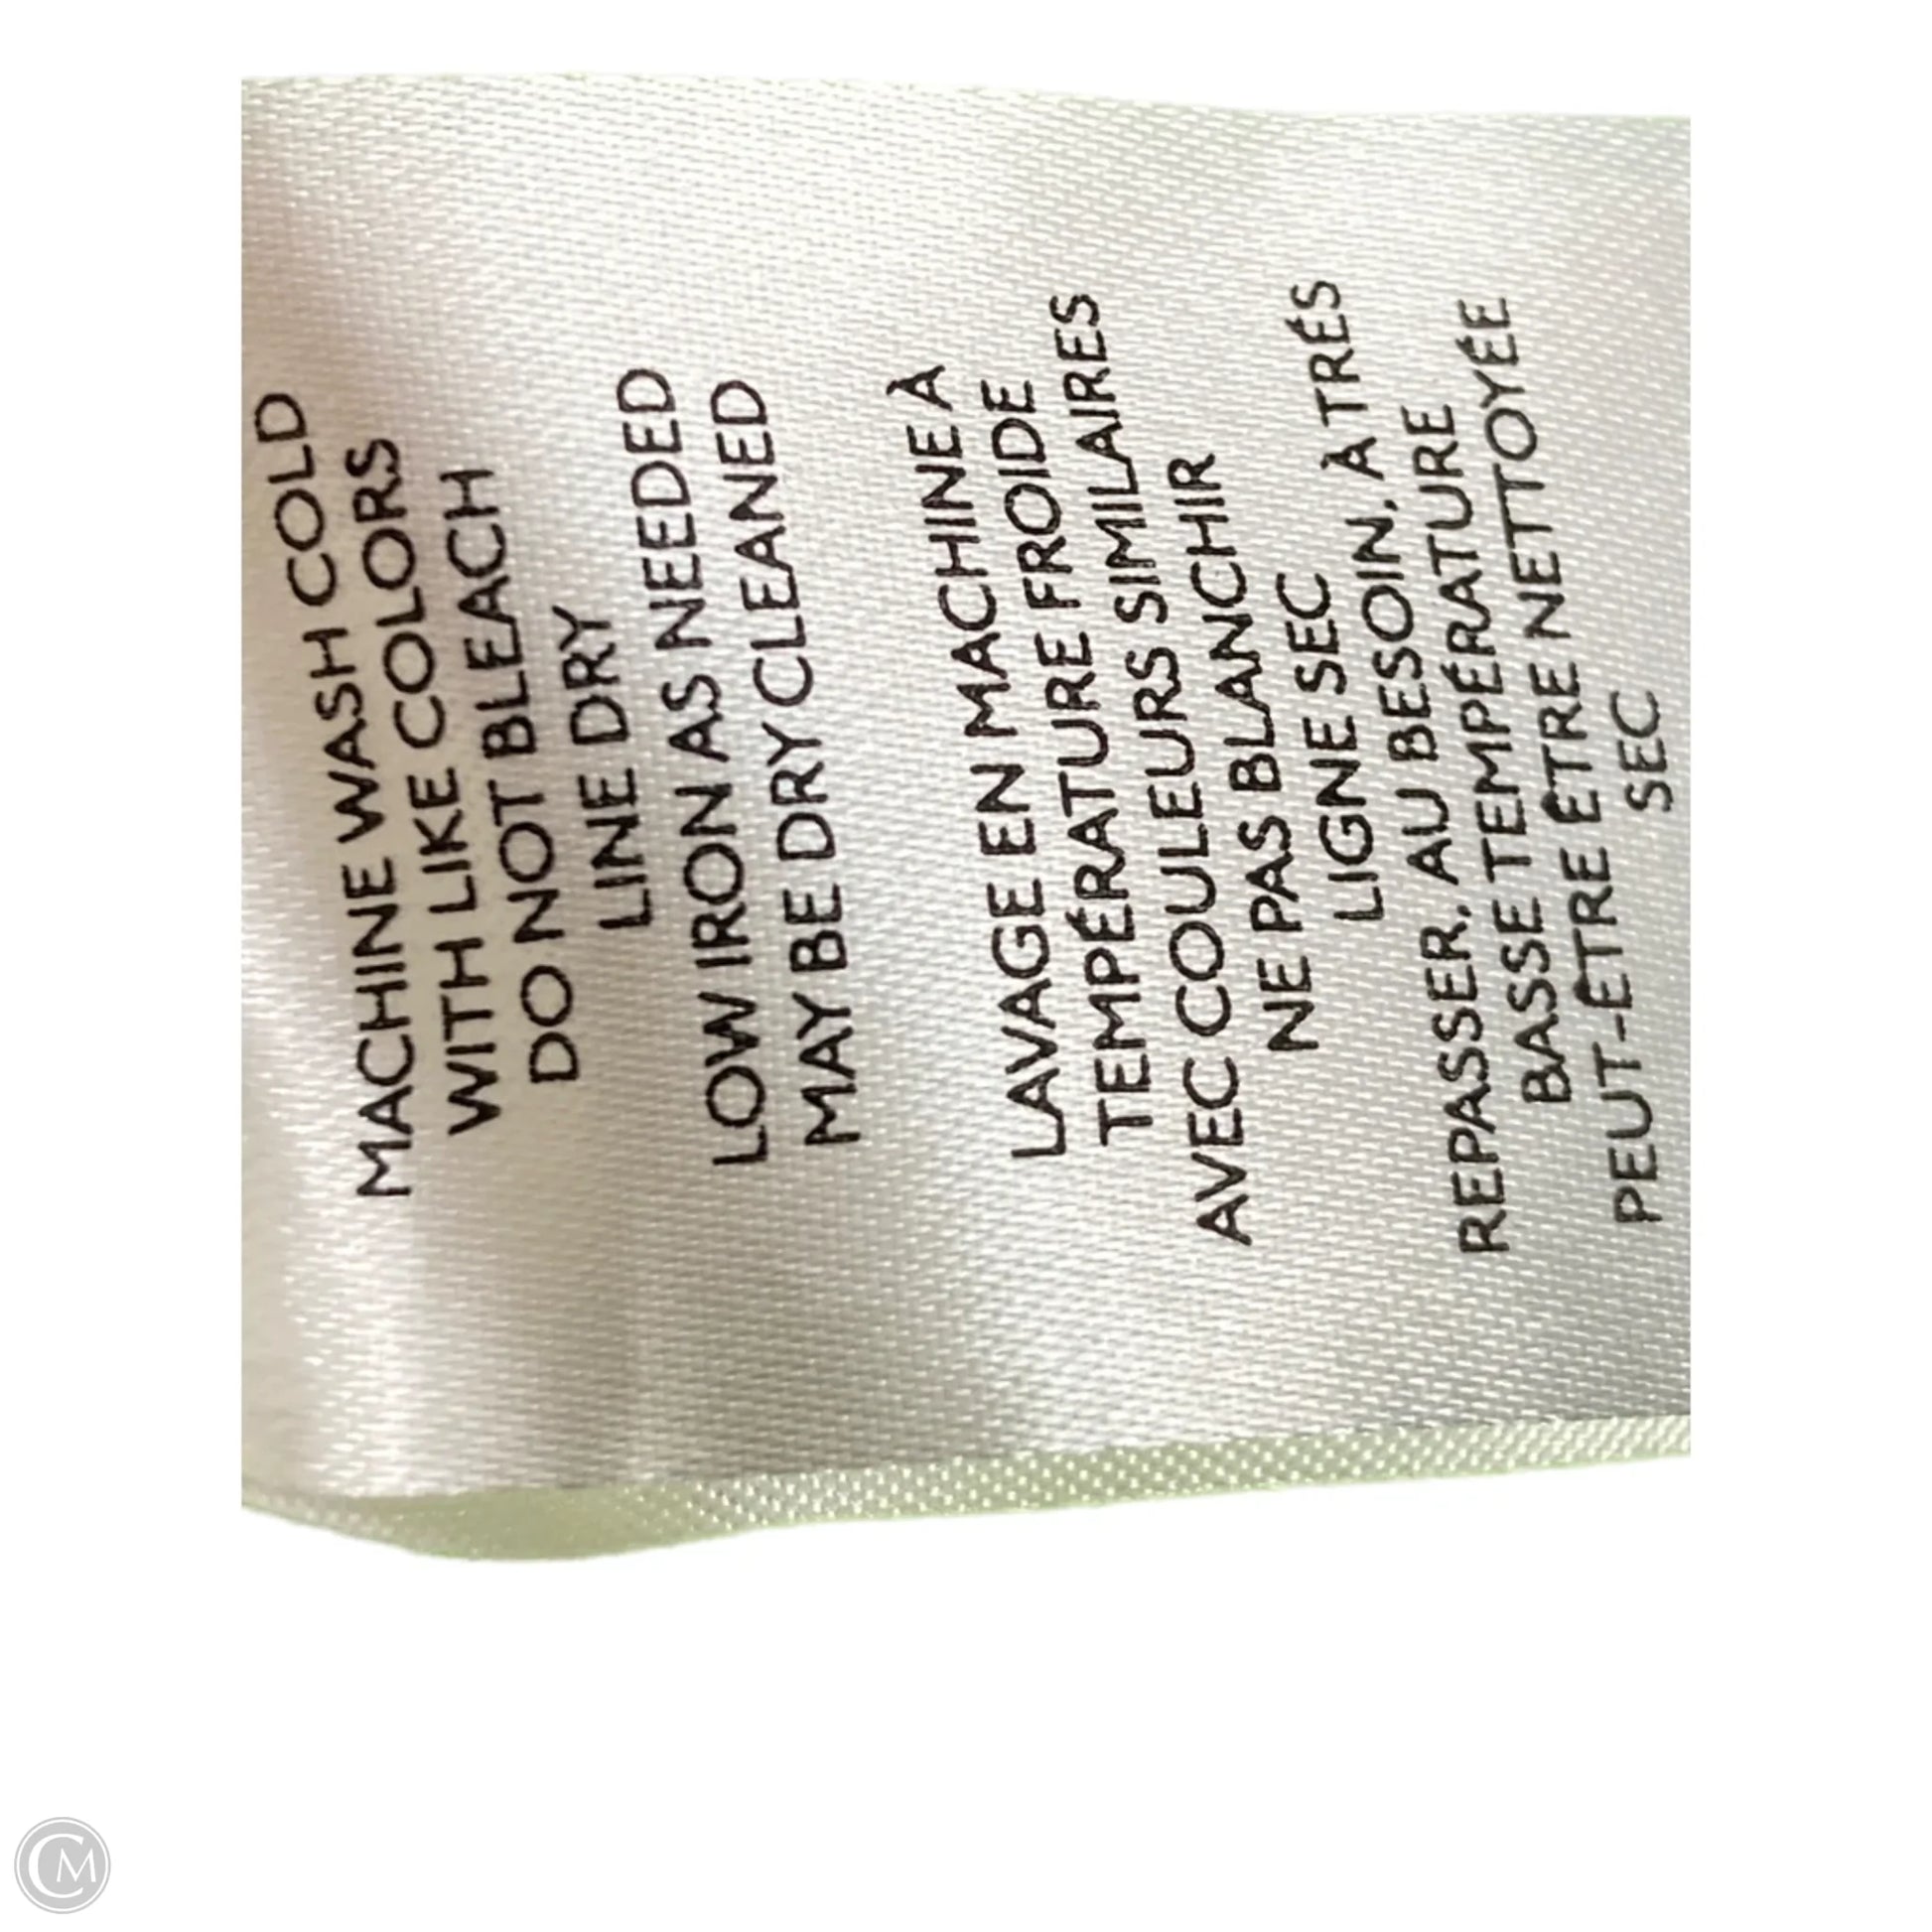 MACHINE WASH COLD
WITH LIKE COLORS
DO NOT BLEACH
LINE DRY
LOW IRON AS NEEDED
MAY BE DRY CLEANED
LAVAGE EN MACHINE À
TEMPÉRATURE FROIDE
AVEC COULEURS SIMILAIRES
NE PAS BLANCHIR
LIGNE SEC
REPASSER, AU BESOIN, À TRÉS
BASSE TEMPÉRATURE
PEUT-ÊTRE ÊTRE NETTOYÉE
SEC
CM